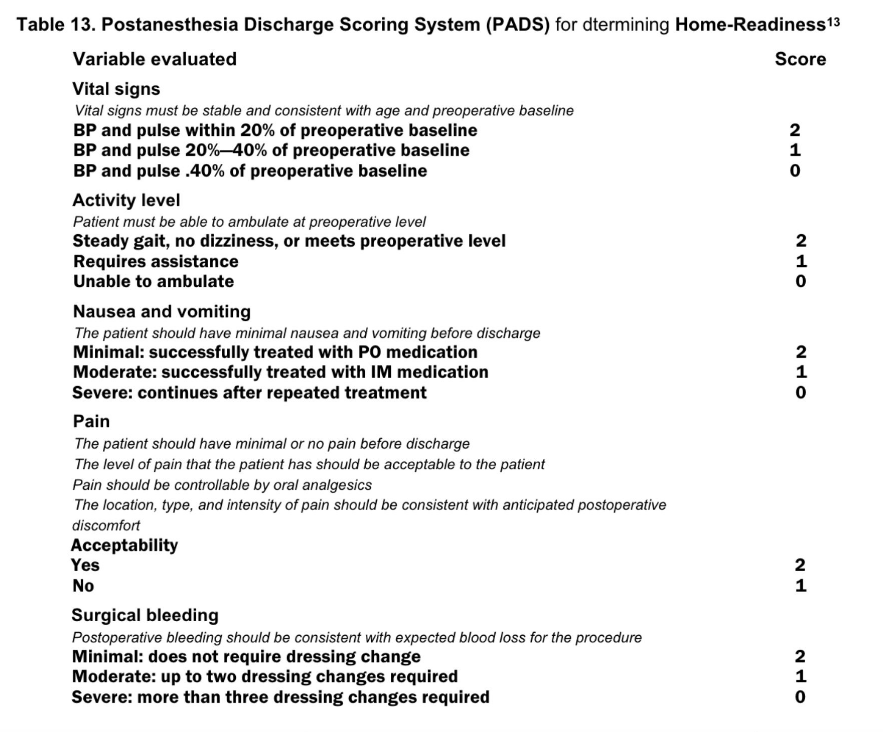 Table 13. Postanesthesia Discharge Scoring System (PADS) for dtermining Home-Readiness¹³
Variable evaluated Score
Vital signs
Vital signs must be stable and consistent with age and preoperative baseline
BP and pulse within 20% of preoperative baseline 2
BP and pulse 20%–40% of preoperative baseline 1
BP and pulse .40% of preoperative baseline 0
Activity level
Patient must be able to ambulate at preoperative level
Steady gait, no dizziness, or meets preoperative level 2
Requires assistance 1
Unable to ambulate 0
Nausea and vomiting
The patient should have minimal nausea and vomiting before discharge
Minimal: successfully treated with PO medication 2
Moderate: successfully treated with IM medication 1
Severe: continues after repeated treatment 0
Pain
The patient should have minimal or no pain before discharge
The level of pain that the patient has should be acceptable to the patient
Pain should be controllable by oral analgesics
The location, type, and intensity of pain should be consistent with anticipated postoperative
discomfort
Acceptability
Yes 2
No 1
Surgical bleeding
Postoperative bleeding should be consistent with expected blood loss for the procedure
Minimal: does not require dressing change 2
Moderate: up to two dressing changes required 1
Severe: more than three dressing changes required 0